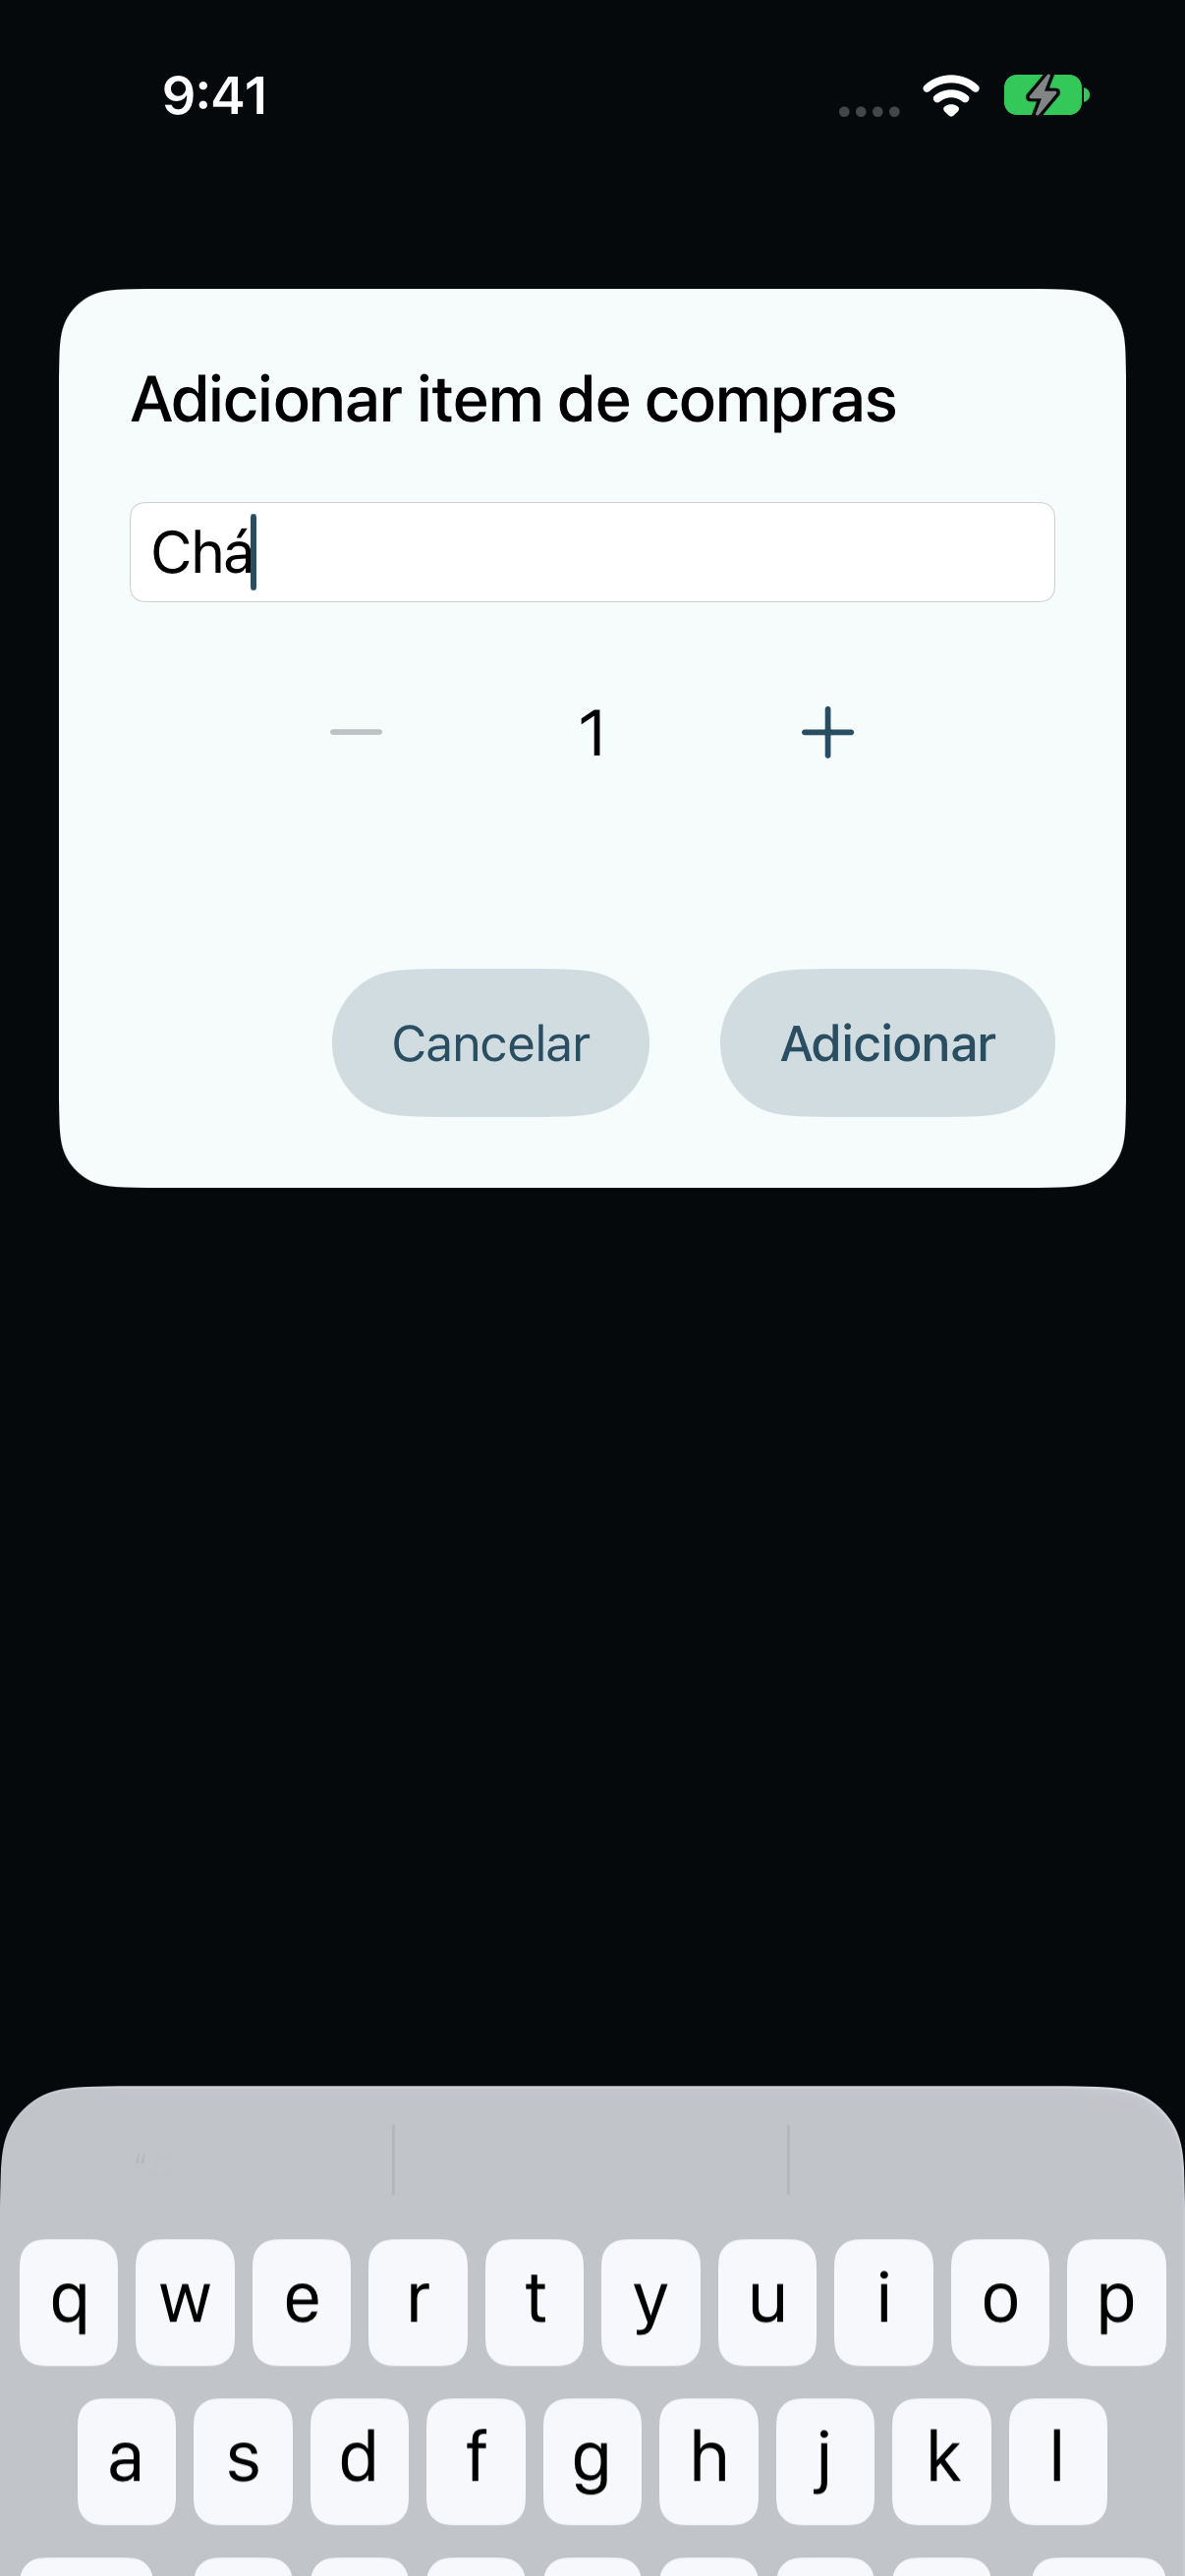 9:41
Adicionar item de compras
Chá
1
Cancelar Adicionar
“
q w e r t y u i o p
a s d f g h j k l